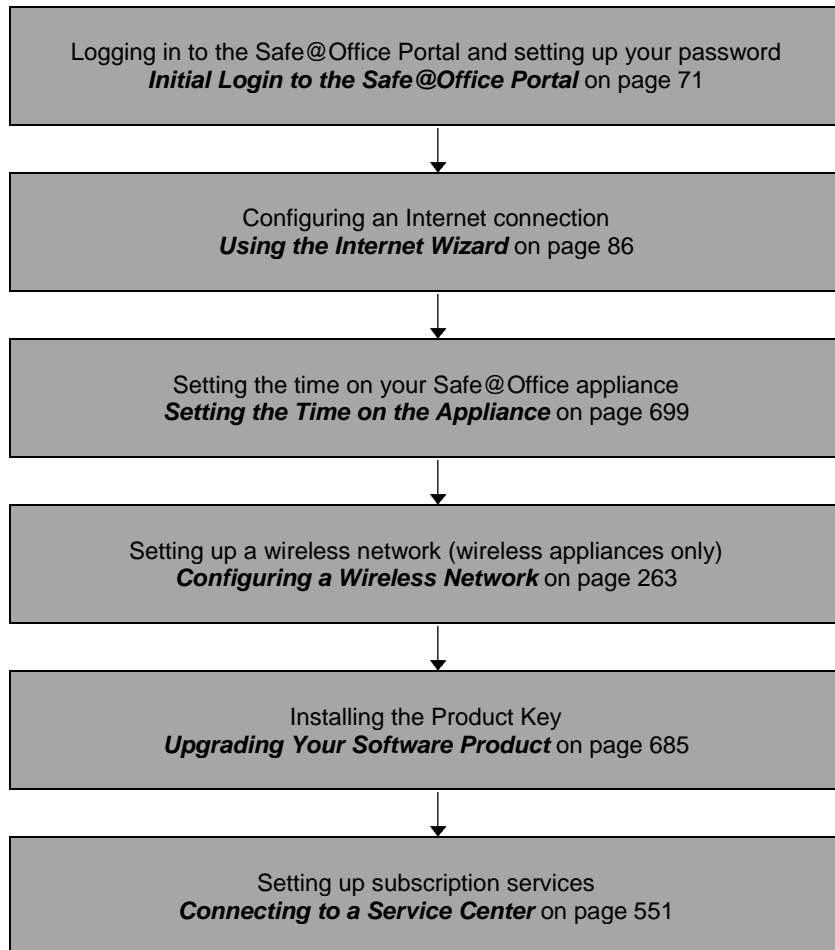 Logging in to the Safe@Office Portal and setting up your password
Initial Login to the Safe@Office Portal on page 71
Configuring an Internet connection
Using the Internet Wizard on page 86
Setting the time on your Safe@Office appliance
Setting the Time on the Appliance on page 699
Setting up a wireless network (wireless appliances only)
Configuring a Wireless Network on page 263
Installing the Product Key
Upgrading Your Software Product on page 685
Setting up subscription services
Connecting to a Service Center on page 551